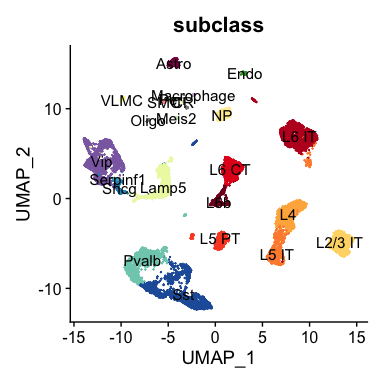 subclass
Astro
Endo
VLMC
Macrophage
SMC
CR
Oligo
Meis2
NP
L6 IT
Vip
L6 CT
Serpinf1
Sncg
Lamp5
L6b
L4
L5 PT
L2/3 IT
L5 IT
Pvalb
Sst
10
0
-10
UMAP_2
-15
-10
-5
0
5
10
15
UMAP_1